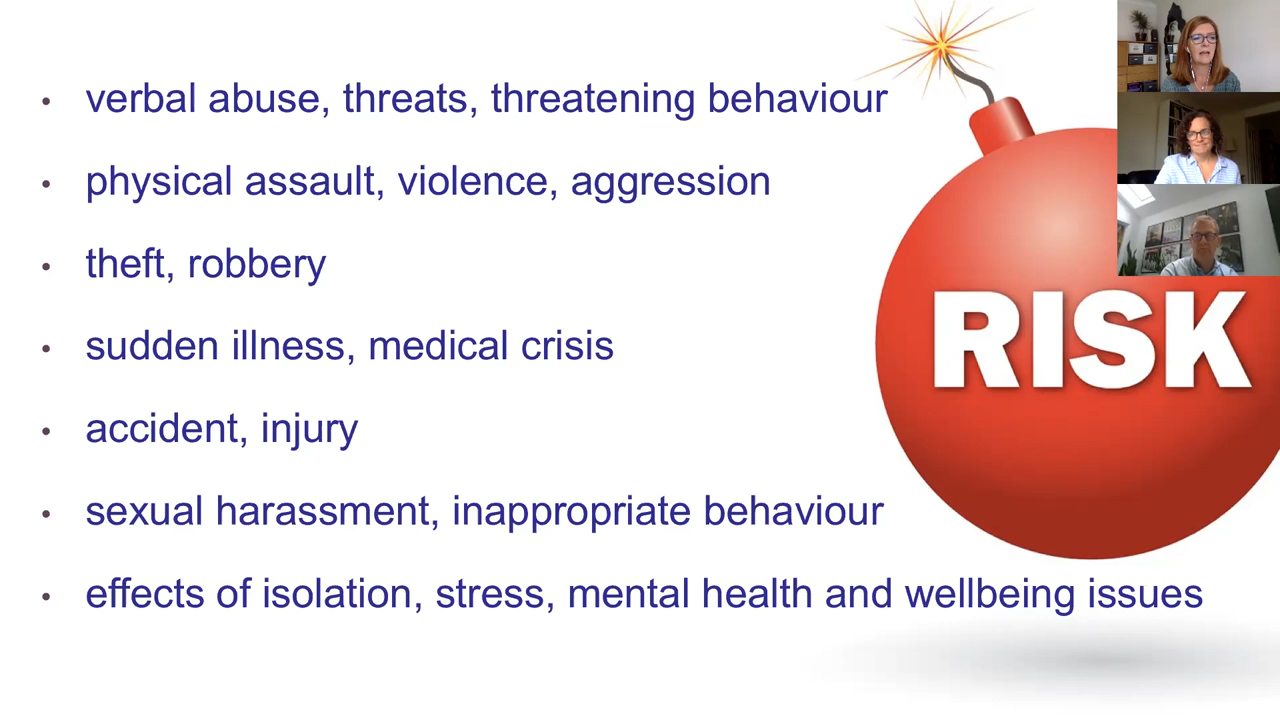 • verbal abuse, threats, threatening behaviour
• physical assault, violence, aggression
• theft, robbery
• sudden illness, medical crisis
• accident, injury
• sexual harassment, inappropriate behaviour
• effects of isolation, stress, mental health and wellbeing issues
RISK